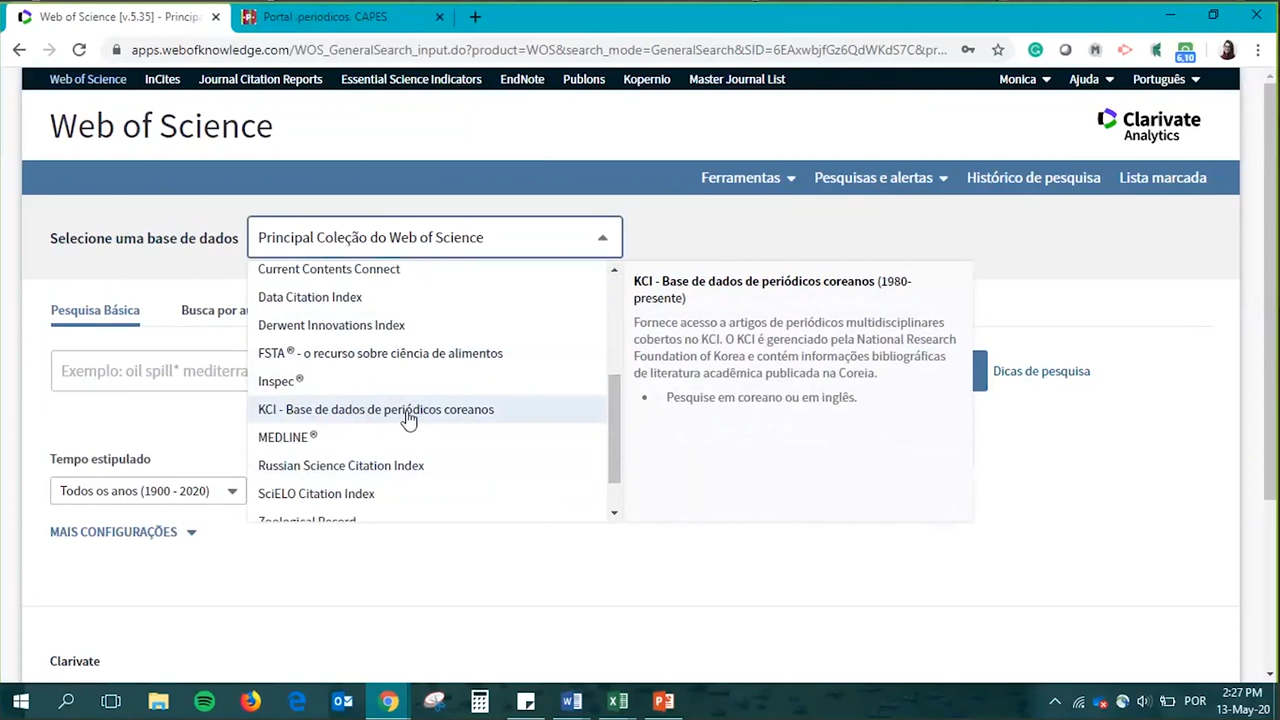 Web of Science [v.5.35] - Princip
Portal .periodicos. CAPES
apps.webofknowledge.com/WOS_GeneralSearch_input.do?product=WOS&search_mode=GeneralSearch&SID=6EAxwbjfGz6QdWKdS7C&pr...
6,10
Web of Science InCites Journal Citation Reports Essential Science Indicators EndNote Publons Kopernio Master Journal List Monica Ajuda Português
Web of Science
Clarivate
Analytics
Ferramentas Pesquisas e alertas Histórico de pesquisa Lista marcada
Selecione uma base de dados
Principal Coleção do Web of Science
Current Contents Connect
Data Citation Index
Derwent Innovations Index
FSTA® - o recurso sobre ciência de alimentos
Inspec®
KCI - Base de dados de periódicos coreanos
MEDLINE®
Russian Science Citation Index
SciELO Citation Index
Zoological Record
KCI - Base de dados de periódicos coreanos (1980-
presente)
Fornece acesso a artigos de periódicos multidisciplinares
cobertos no KCI. O KCI é gerenciado pela National Research
Foundation of Korea e contém informações bibliográficas
de literatura acadêmica publicada na Coreia.
• Pesquise em coreano ou em inglês.
Pesquisa Básica
Busca por au
Exemplo: oil spill* mediterra
Dicas de pesquisa
Tempo estipulado
Todos os anos (1900 - 2020)
MAIS CONFIGURAÇÕES
Clarivate
POR
2:27 PM
13-May-20